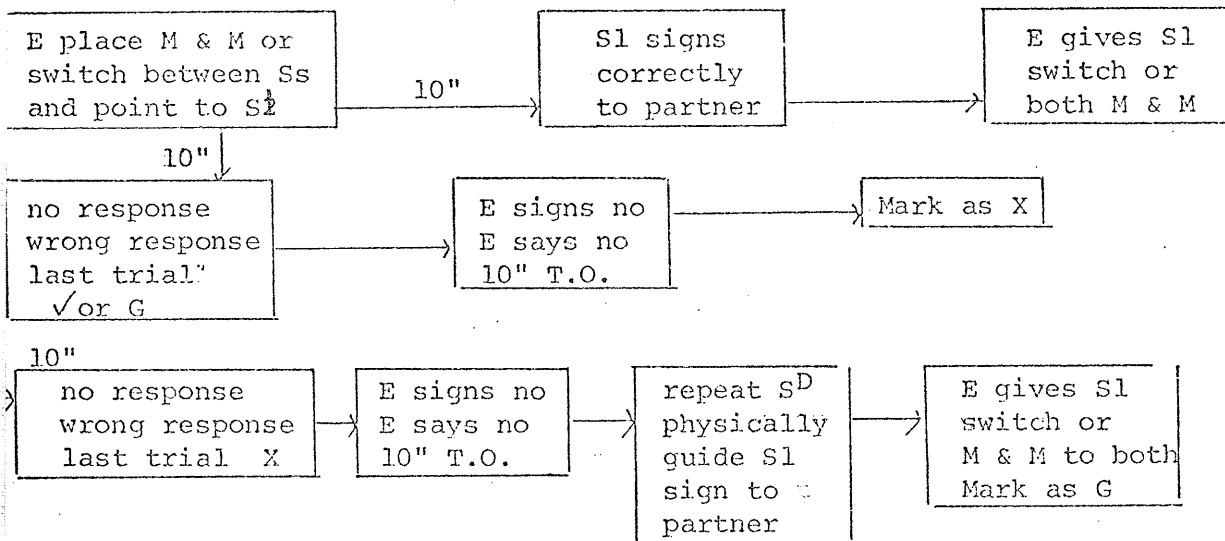 E place M & M or
switch between Ss
and point to S1
10"
S1 signs
correctly
to partner
E gives S1
switch or
both M & M
10"
no response
wrong response
last trial
✓or G
E signs no
E says no
10" T.O.
Mark as X
10"
no response
wrong response
last trial X
E signs no
E says no
10" T.O.
repeat S^D
physically
guide S1
sign to
partner
E gives S1
switch or
M & M to both
Mark as G